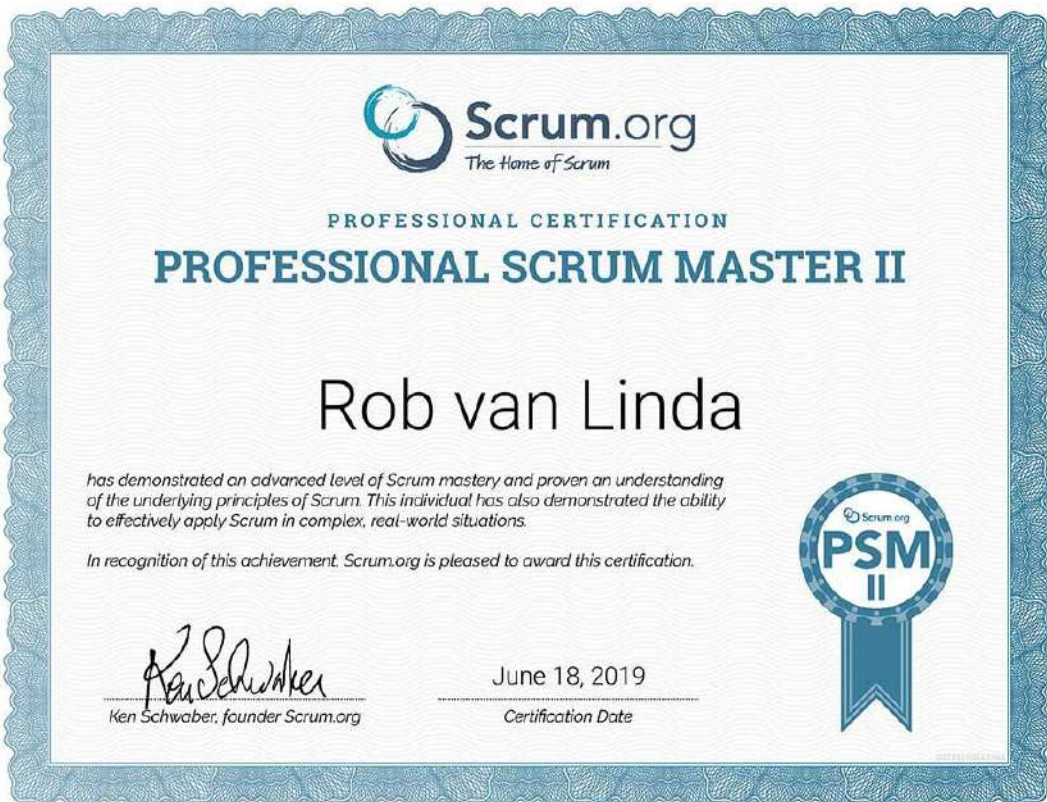 Scrum.org
The Home of Scrum
PROFESSIONAL CERTIFICATION
PROFESSIONAL SCRUM MASTER II
Rob van Linda
has demonstrated an advanced level of Scrum mastery and proven an understanding
of the underlying principles of Scrum. This individual has also demonstrated the ability
to effectively apply Scrum in complex, real-world situations.
In recognition of this achievement, Scrum.org is pleased to award this certification.
Scrum.org
PSM
II
June 18, 2019
Ken Schwaber, founder Scrum.org
Certification Date